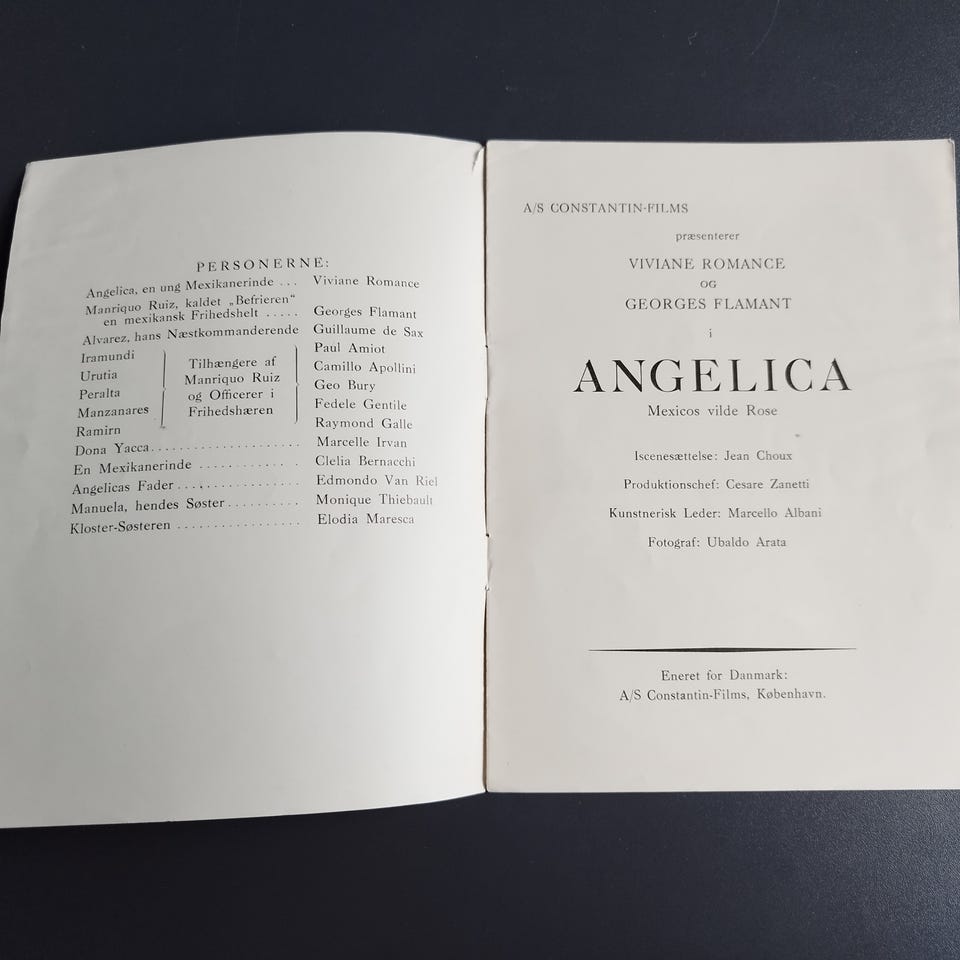 PERSONERNE:
Angelica, en ung Mexikanerinde ... Viviane Romance
Manriquo Ruiz, kaldet „Befrieren“
en mexikansk Frihedshelt ..... Georges Flamant
Alvarez, hans Næstkommanderende Guillaume de Sax
Iramundi Paul Amiot
Urutia Camillo Apollini
Peralta Geo Bury
Manzanares Fedele Gentile
Ramirn Raymond Galle
Tilhængere af
Manriquo Ruiz
og Officerer i
Frihedshæren
Dona Yacca .................... Marcelle Irvan
En Mexikanerinde ............. Clelia Bernacchi
Angelicas Fader ................ Edmondo Van Riel
Manuela, hendes Søster .......... Monique Thiebault
Kloster-Søsteren ................ Elodia Maresca
A/S CONSTANTIN-FILMS
præsenterer
VIVIANE ROMANCE
OG
GEORGES FLAMANT
i
ANGELICA
Mexicos vilde Rose
Iscenesættelse: Jean Choux
Produktionschef: Cesare Zanetti
Kunstnerisk Leder: Marcello Albani
Fotograf: Ubaldo Arata
Eneret for Danmark:
A/S Constantin-Films, København.